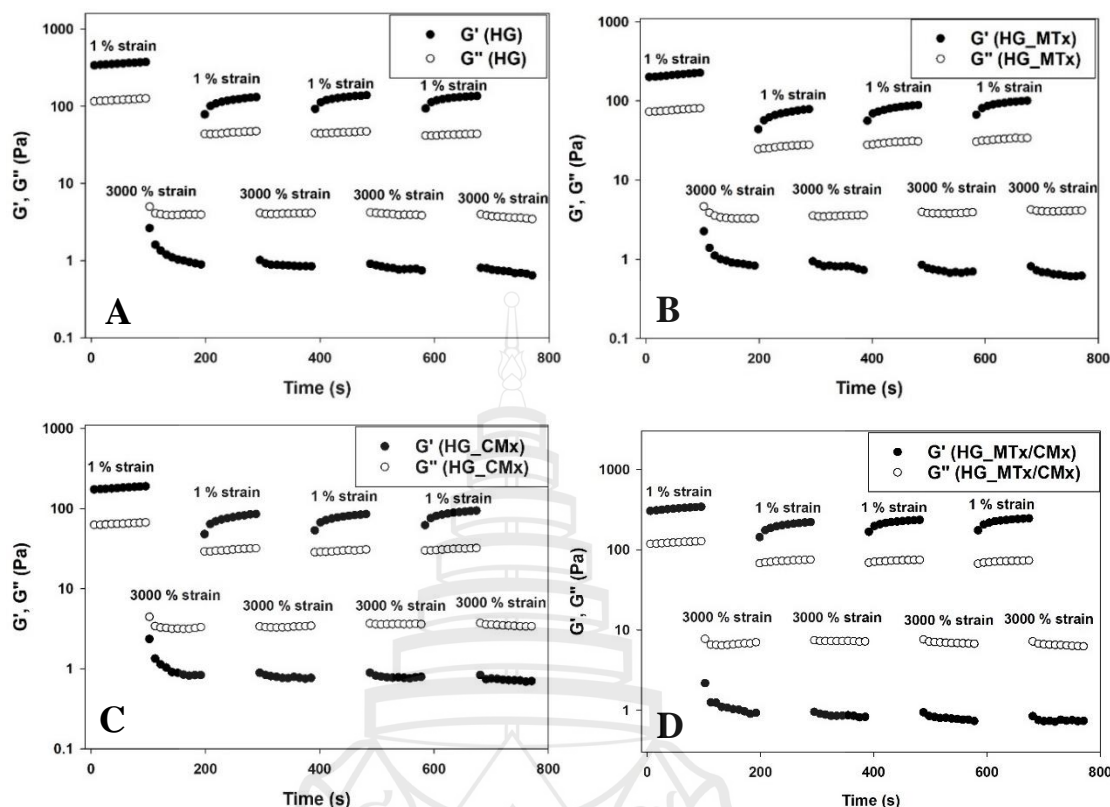 1000
100
10
1
0.1
G', G'' (Pa)
1 % strain
1 % strain
1 % strain
1 % strain
3000 % strain
3000 % strain
3000 % strain
3000 % strain
G' (HG)
G'' (HG)
A
0
200
400
600
800
Time (s)
1000
100
10
1
0.1
G', G'' (Pa)
1 % strain
1 % strain
1 % strain
1 % strain
3000 % strain
3000 % strain
3000 % strain
3000 % strain
G' (HG_MTx)
G'' (HG_MTx)
B
0
200
400
600
800
Time (s)
1000
100
10
1
0.1
G', G'' (Pa)
1 % strain
1 % strain
1 % strain
1 % strain
3000 % strain
3000 % strain
3000 % strain
3000 % strain
G' (HG_CMx)
G'' (HG_CMx)
C
0
200
400
600
800
Time (s)
1000
100
10
1
G', G'' (Pa)
1 % strain
1 % strain
1 % strain
1 % strain
3000 % strain
3000 % strain
3000 % strain
3000 % strain
G' (HG_MTx/CMx)
G'' (HG_MTx/CMx)
D
0
200
400
600
800
Time (s)